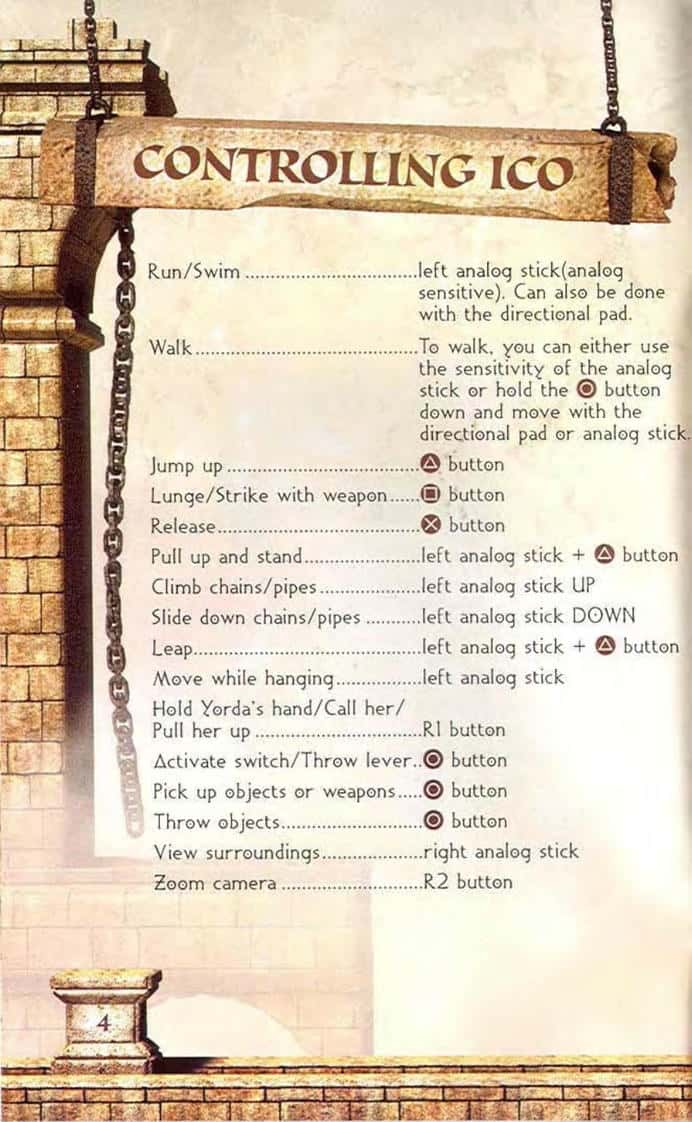 CONTROLLING ICO
Run/Swim ................................left analog stick(analog
sensitive). Can also be done
with the directional pad.
Walk.........................................To walk, you can either use
the sensitivity of the analog
stick or hold the ⓞ button
down and move with the
directional pad or analog stick.
Jump up ...................................△ button
Lunge/Strike with weapon......□ button
Release.....................................✕ button
Pull up and stand.....................left analog stick + △ button
Climb chains/pipes...................left analog stick UP
Slide down chains/pipes ..........left analog stick DOWN
Leap.........................................left analog stick + △ button
Move while hanging................left analog stick
Hold Yorda's hand/Call her/
Pull her up ..............................R1 button
Activate switch/Throw lever..○ button
Pick up objects or weapons.....○ button
Throw objects..........................○ button
View surroundings...................right analog stick
Zoom camera ..........................R2 button
4